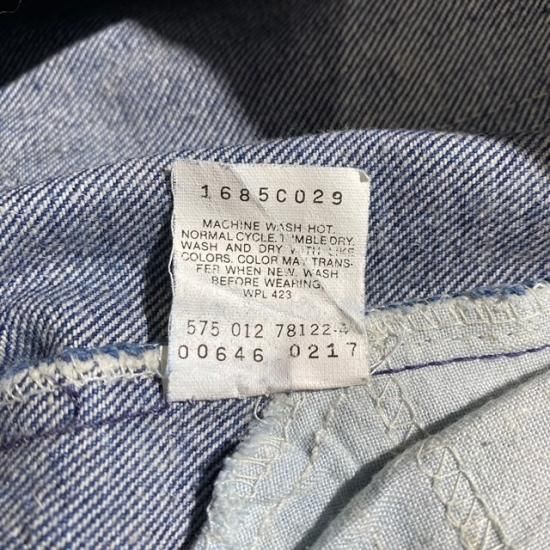 1685C029
MACHINE WASH HOT.
NORMAL CYCLE. TUMBLE DRY.
WASH AND DRY WITH LIKE
COLORS. COLOR MAY TRANS-
FER WHEN NEW. WASH
BEFORE WEARING.
WPL 423
575 012 78122-4
00646 0217